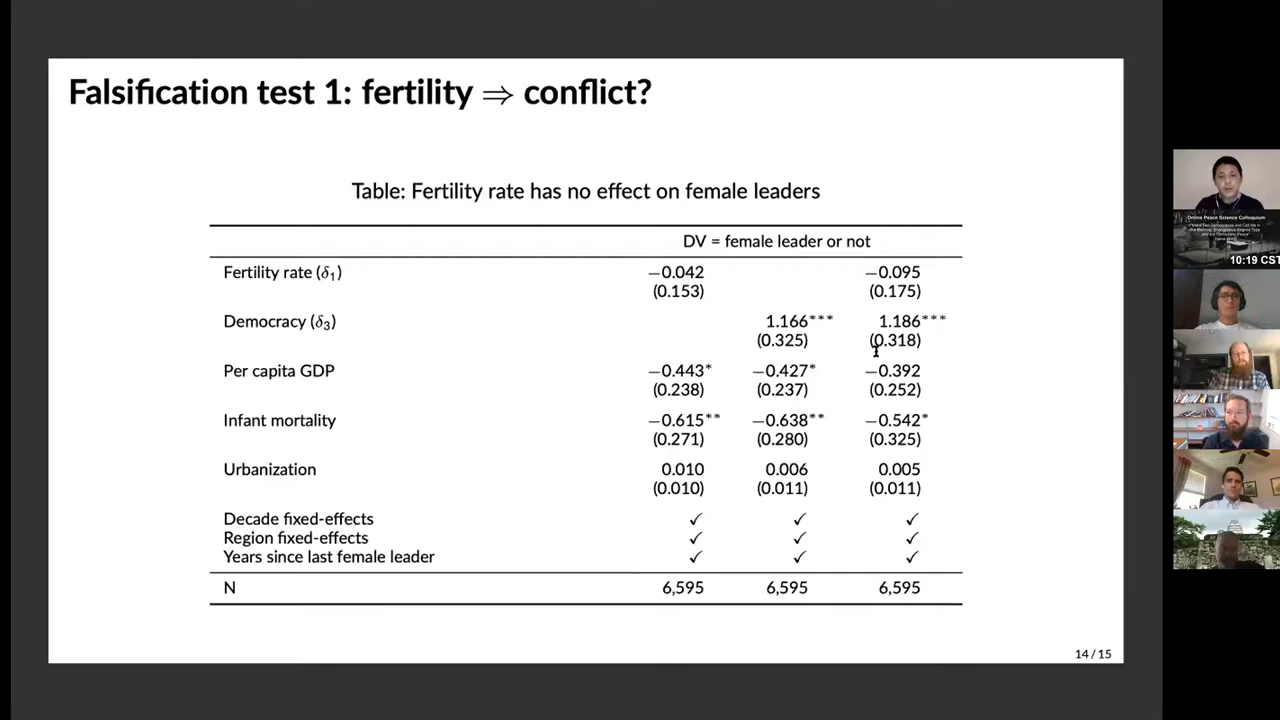 Falsification test 1: fertility ⇒ conflict?
Table: Fertility rate has no effect on female leaders
DV = female leader or not
Fertility rate (δ1) −0.042 −0.095
(0.153) (0.175)
Democracy (δ3) 1.166*** 1.186***
(0.325) (0.318)
Per capita GDP −0.443* −0.427* −0.392
(0.238) (0.237) (0.252)
Infant mortality −0.615** −0.638** −0.542*
(0.271) (0.280) (0.325)
Urbanization 0.010 0.006 0.005
(0.010) (0.011) (0.011)
Decade fixed-effects ✓ ✓ ✓
Region fixed-effects ✓ ✓ ✓
Years since last female leader ✓ ✓ ✓
N 6,595 6,595 6,595
14 / 15
Online Peace Science Colloquium
10:19 CST